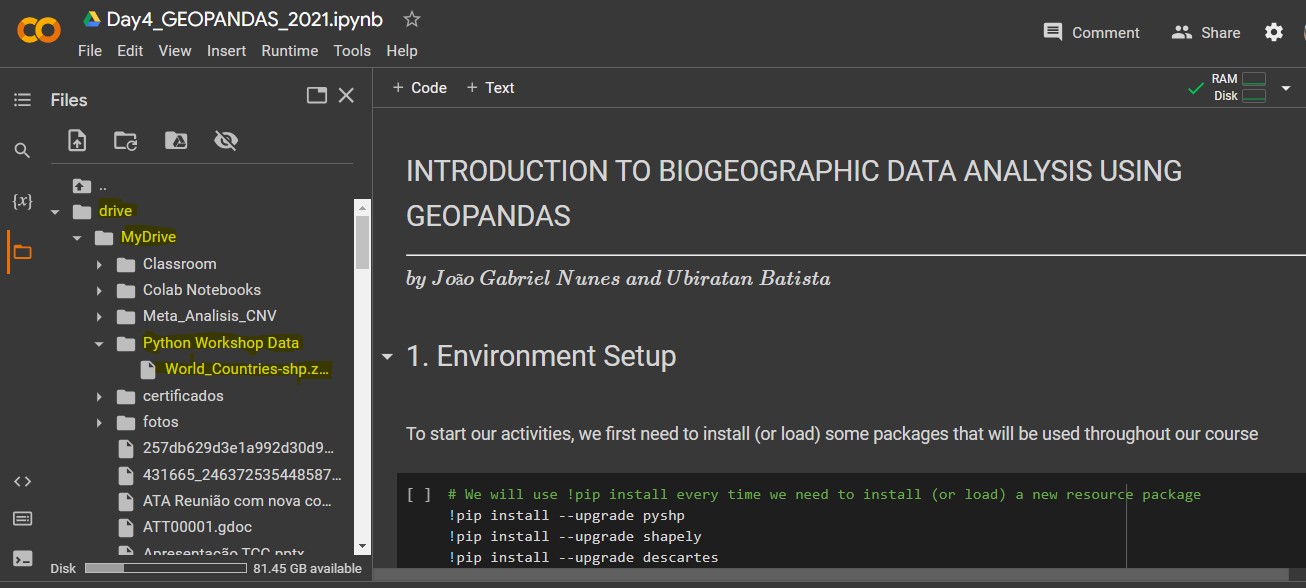 Day4_GEOPANDAS_2021.ipynb
File Edit View Insert Runtime Tools Help
Comment Share
Files
+ Code + Text
RAM
Disk
..
drive
MyDrive
Classroom
Colab Notebooks
Meta_Analisis_CNV
Python Workshop Data
World_Countries-shp.z...
certificados
fotos
257db629d3e1a992d30d9...
431665_246372535448587...
ATA Reunião com nova co...
ATT00001.gdoc
Apresentação TCC.pptx
Disk 81.45 GB available
{x}
INTRODUCTION TO BIOGEOGRAPHIC DATA ANALYSIS USING
GEOPANDAS
by João Gabriel Nunes and Ubiratan Batista
1. Environment Setup
To start our activities, we first need to install (or load) some packages that will be used throughout our course
[ ] # We will use !pip install every time we need to install (or load) a new resource package
!pip install --upgrade pyshp
!pip install --upgrade shapely
!pip install --upgrade descartes